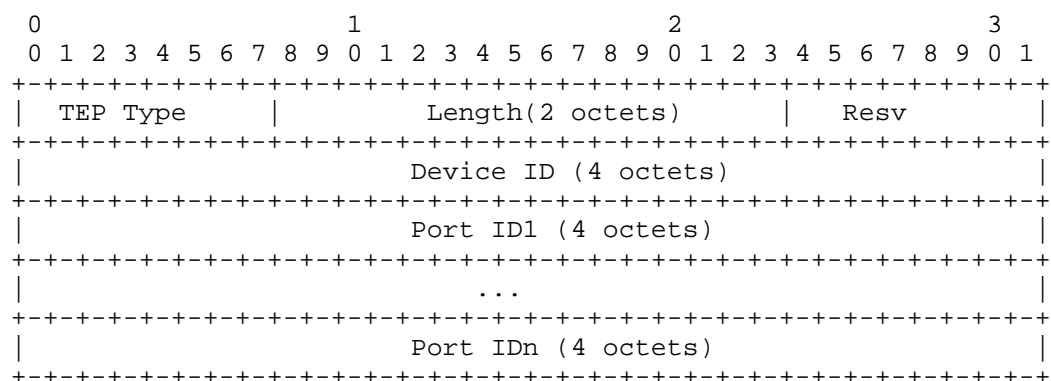 0                   1                   2                   3
 0 1 2 3 4 5 6 7 8 9 0 1 2 3 4 5 6 7 8 9 0 1 2 3 4 5 6 7 8 9 0 1
+-+-+-+-+-+-+-+-+-+-+-+-+-+-+-+-+-+-+-+-+-+-+-+-+-+-+-+-+-+-+-+-+
|  TEP Type     |         Length(2 octets)      |   Resv        |
+-+-+-+-+-+-+-+-+-+-+-+-+-+-+-+-+-+-+-+-+-+-+-+-+-+-+-+-+-+-+-+-+
|                        Device ID (4 octets)                   |
+-+-+-+-+-+-+-+-+-+-+-+-+-+-+-+-+-+-+-+-+-+-+-+-+-+-+-+-+-+-+-+-+
|                        Port ID1 (4 octets)                    |
+-+-+-+-+-+-+-+-+-+-+-+-+-+-+-+-+-+-+-+-+-+-+-+-+-+-+-+-+-+-+-+-+
|                            ...                                |
+-+-+-+-+-+-+-+-+-+-+-+-+-+-+-+-+-+-+-+-+-+-+-+-+-+-+-+-+-+-+-+-+
|                        Port IDn (4 octets)                    |
+-+-+-+-+-+-+-+-+-+-+-+-+-+-+-+-+-+-+-+-+-+-+-+-+-+-+-+-+-+-+-+-+